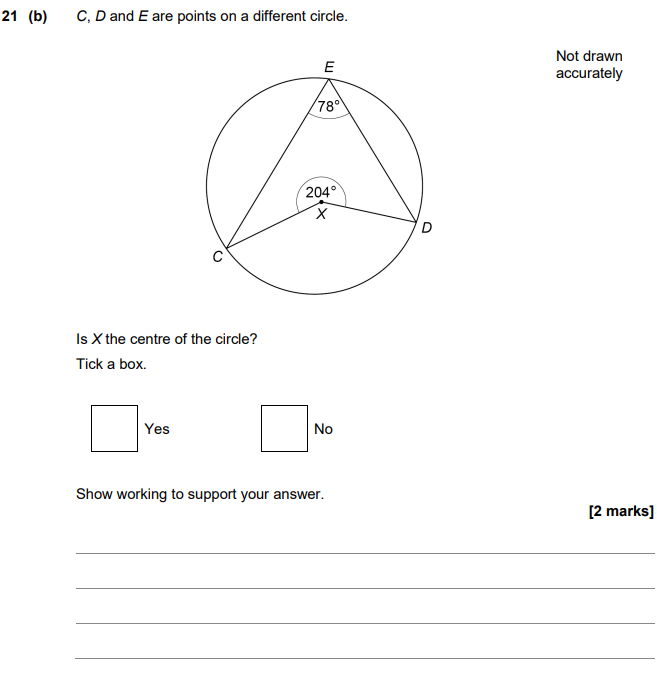 21 (b) C, D and E are points on a different circle.
Not drawn
accurately
E
78°
204°
X
D
C
Is X the centre of the circle?
Tick a box.
Yes No
Show working to support your answer.
[2 marks]